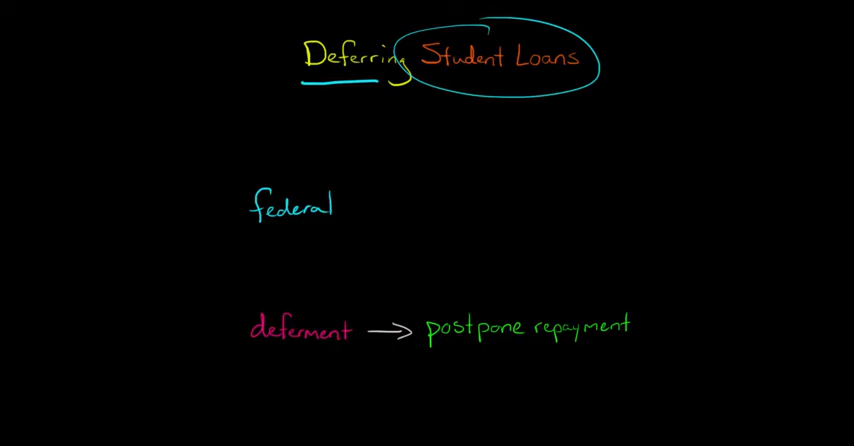 Deferring Student Loans
federal
deferment → postpone repayment